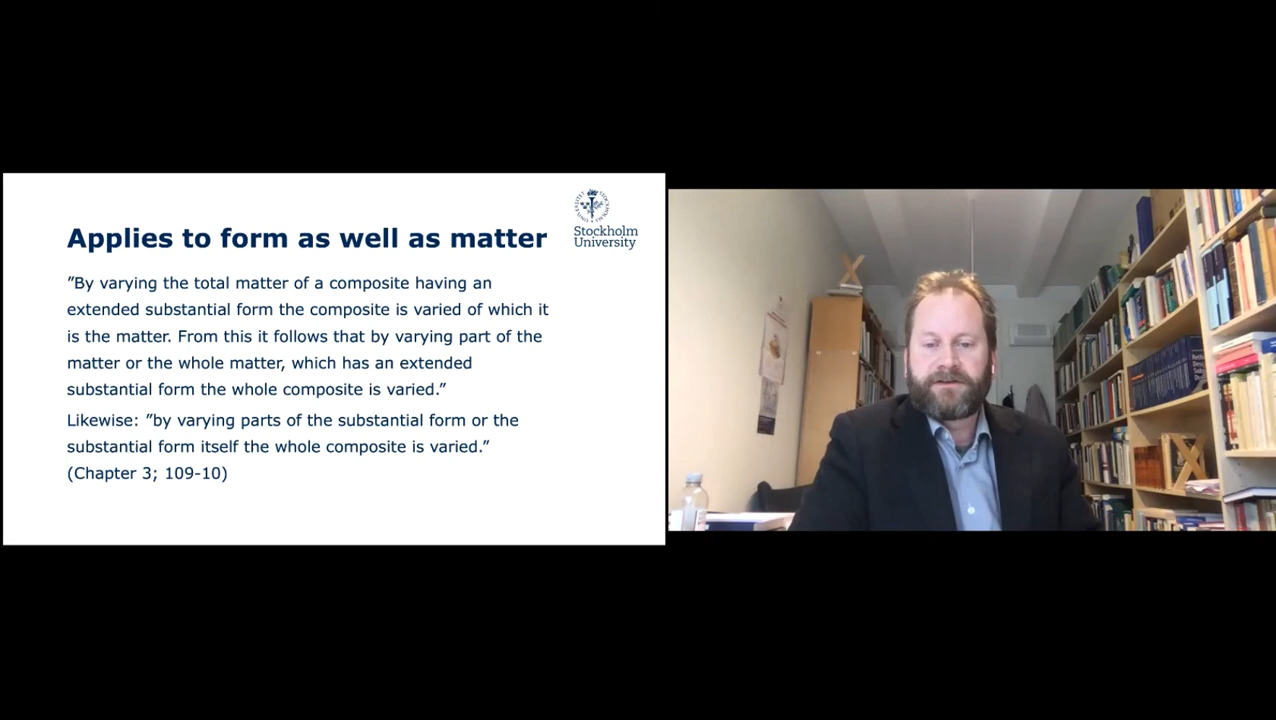 Applies to form as well as matter
Stockholm
University
”By varying the total matter of a composite having an
extended substantial form the composite is varied of which it
is the matter. From this it follows that by varying part of the
matter or the whole matter, which has an extended
substantial form the whole composite is varied.”
Likewise: ”by varying parts of the substantial form or the
substantial form itself the whole composite is varied.”
(Chapter 3; 109-10)